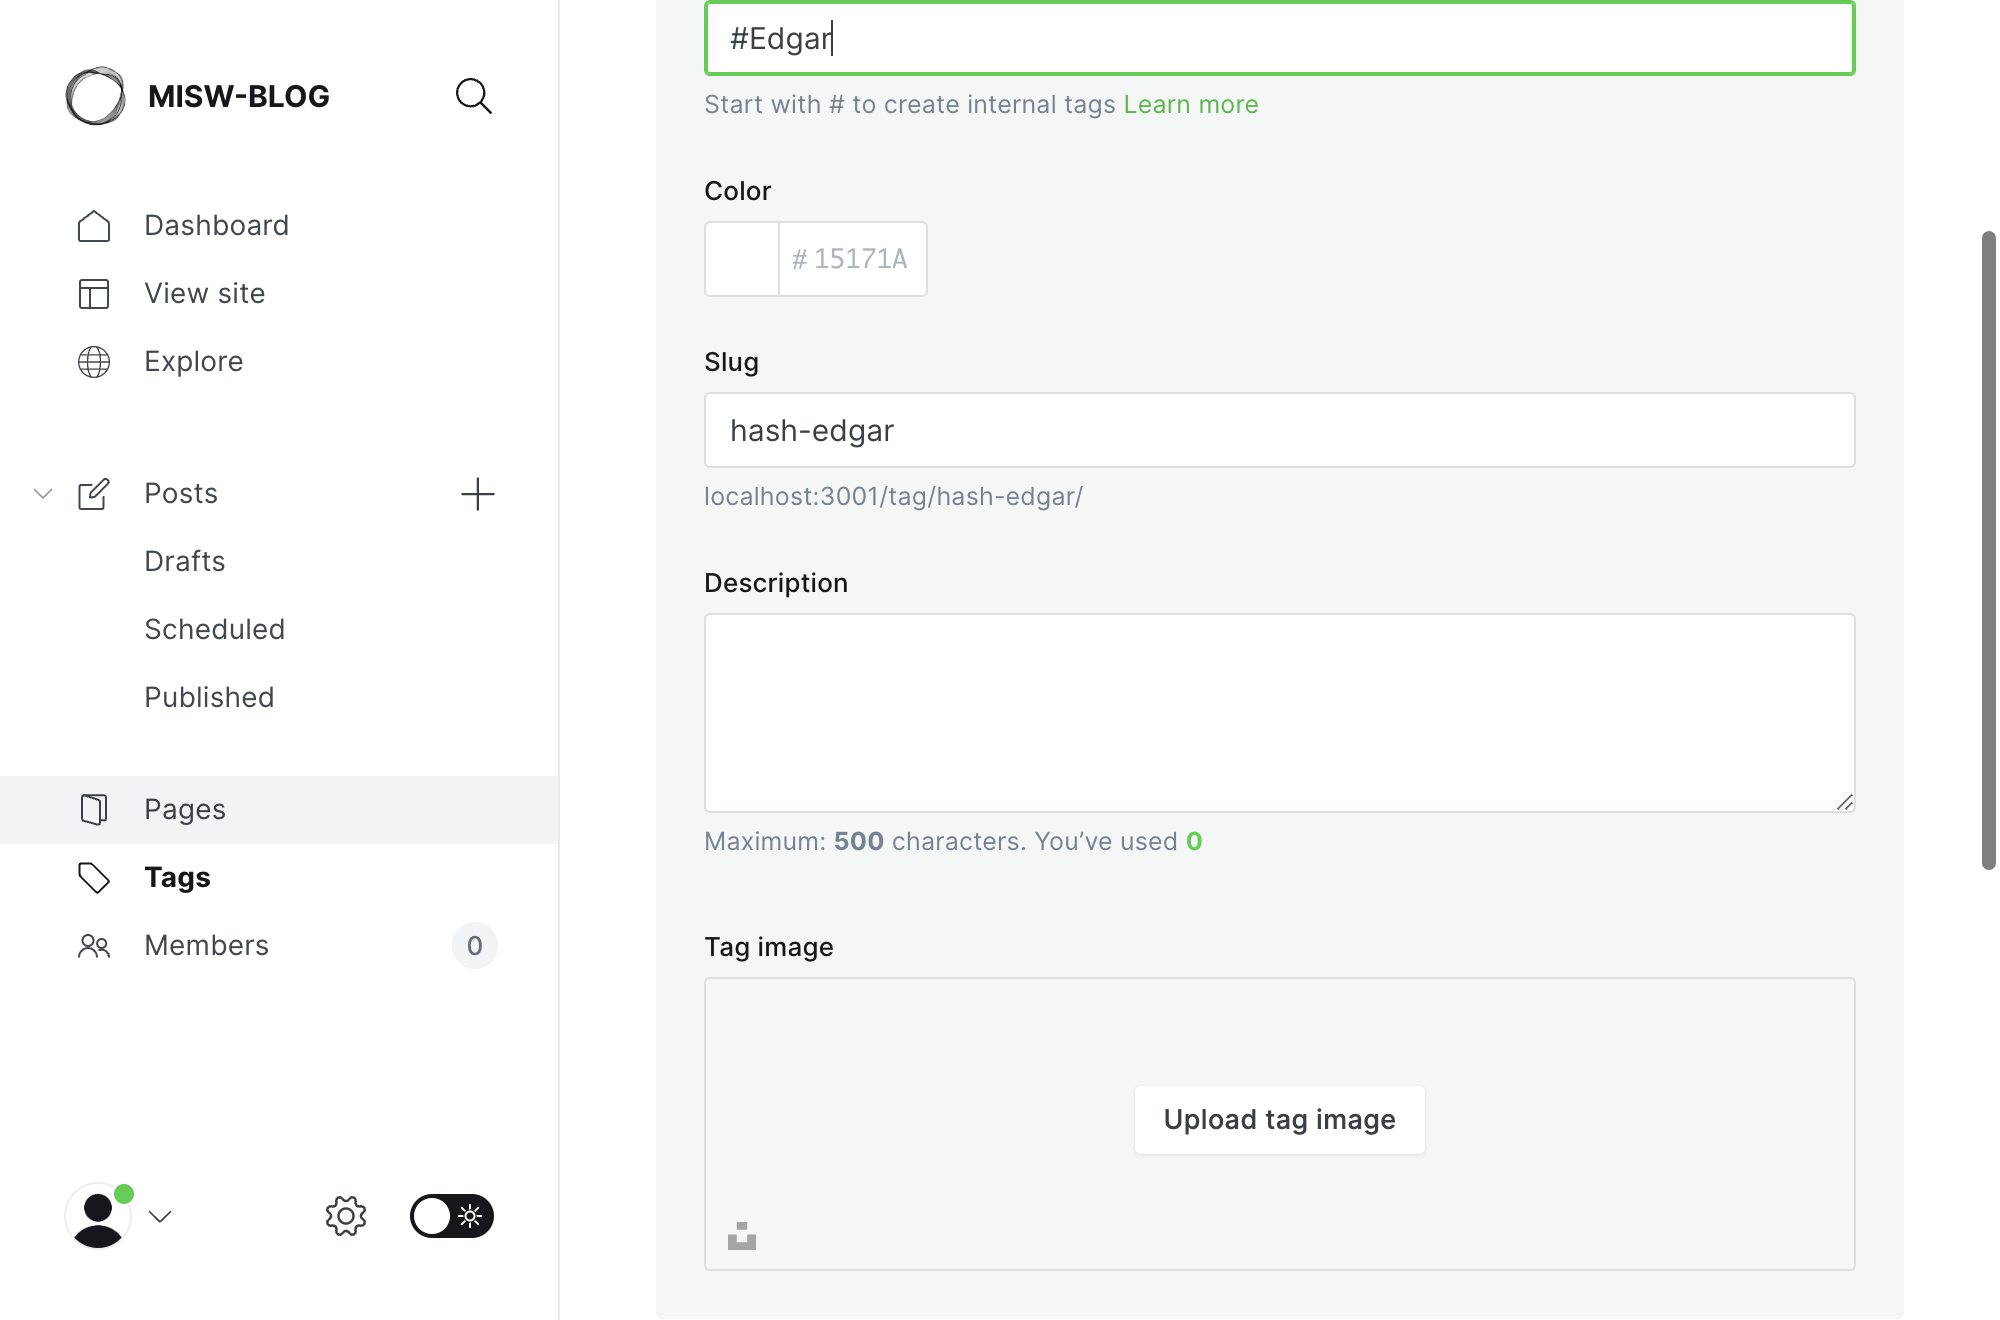 MISW-BLOG
Dashboard
View site
Explore
Posts
Drafts
Scheduled
Published
Pages
Tags
Members
0
#Edgar
Start with # to create internal tags Learn more
Color
# 15171A
Slug
hash-edgar
localhost:3001/tag/hash-edgar/
Description
Maximum: 500 characters. You’ve used 0
Tag image
Upload tag image